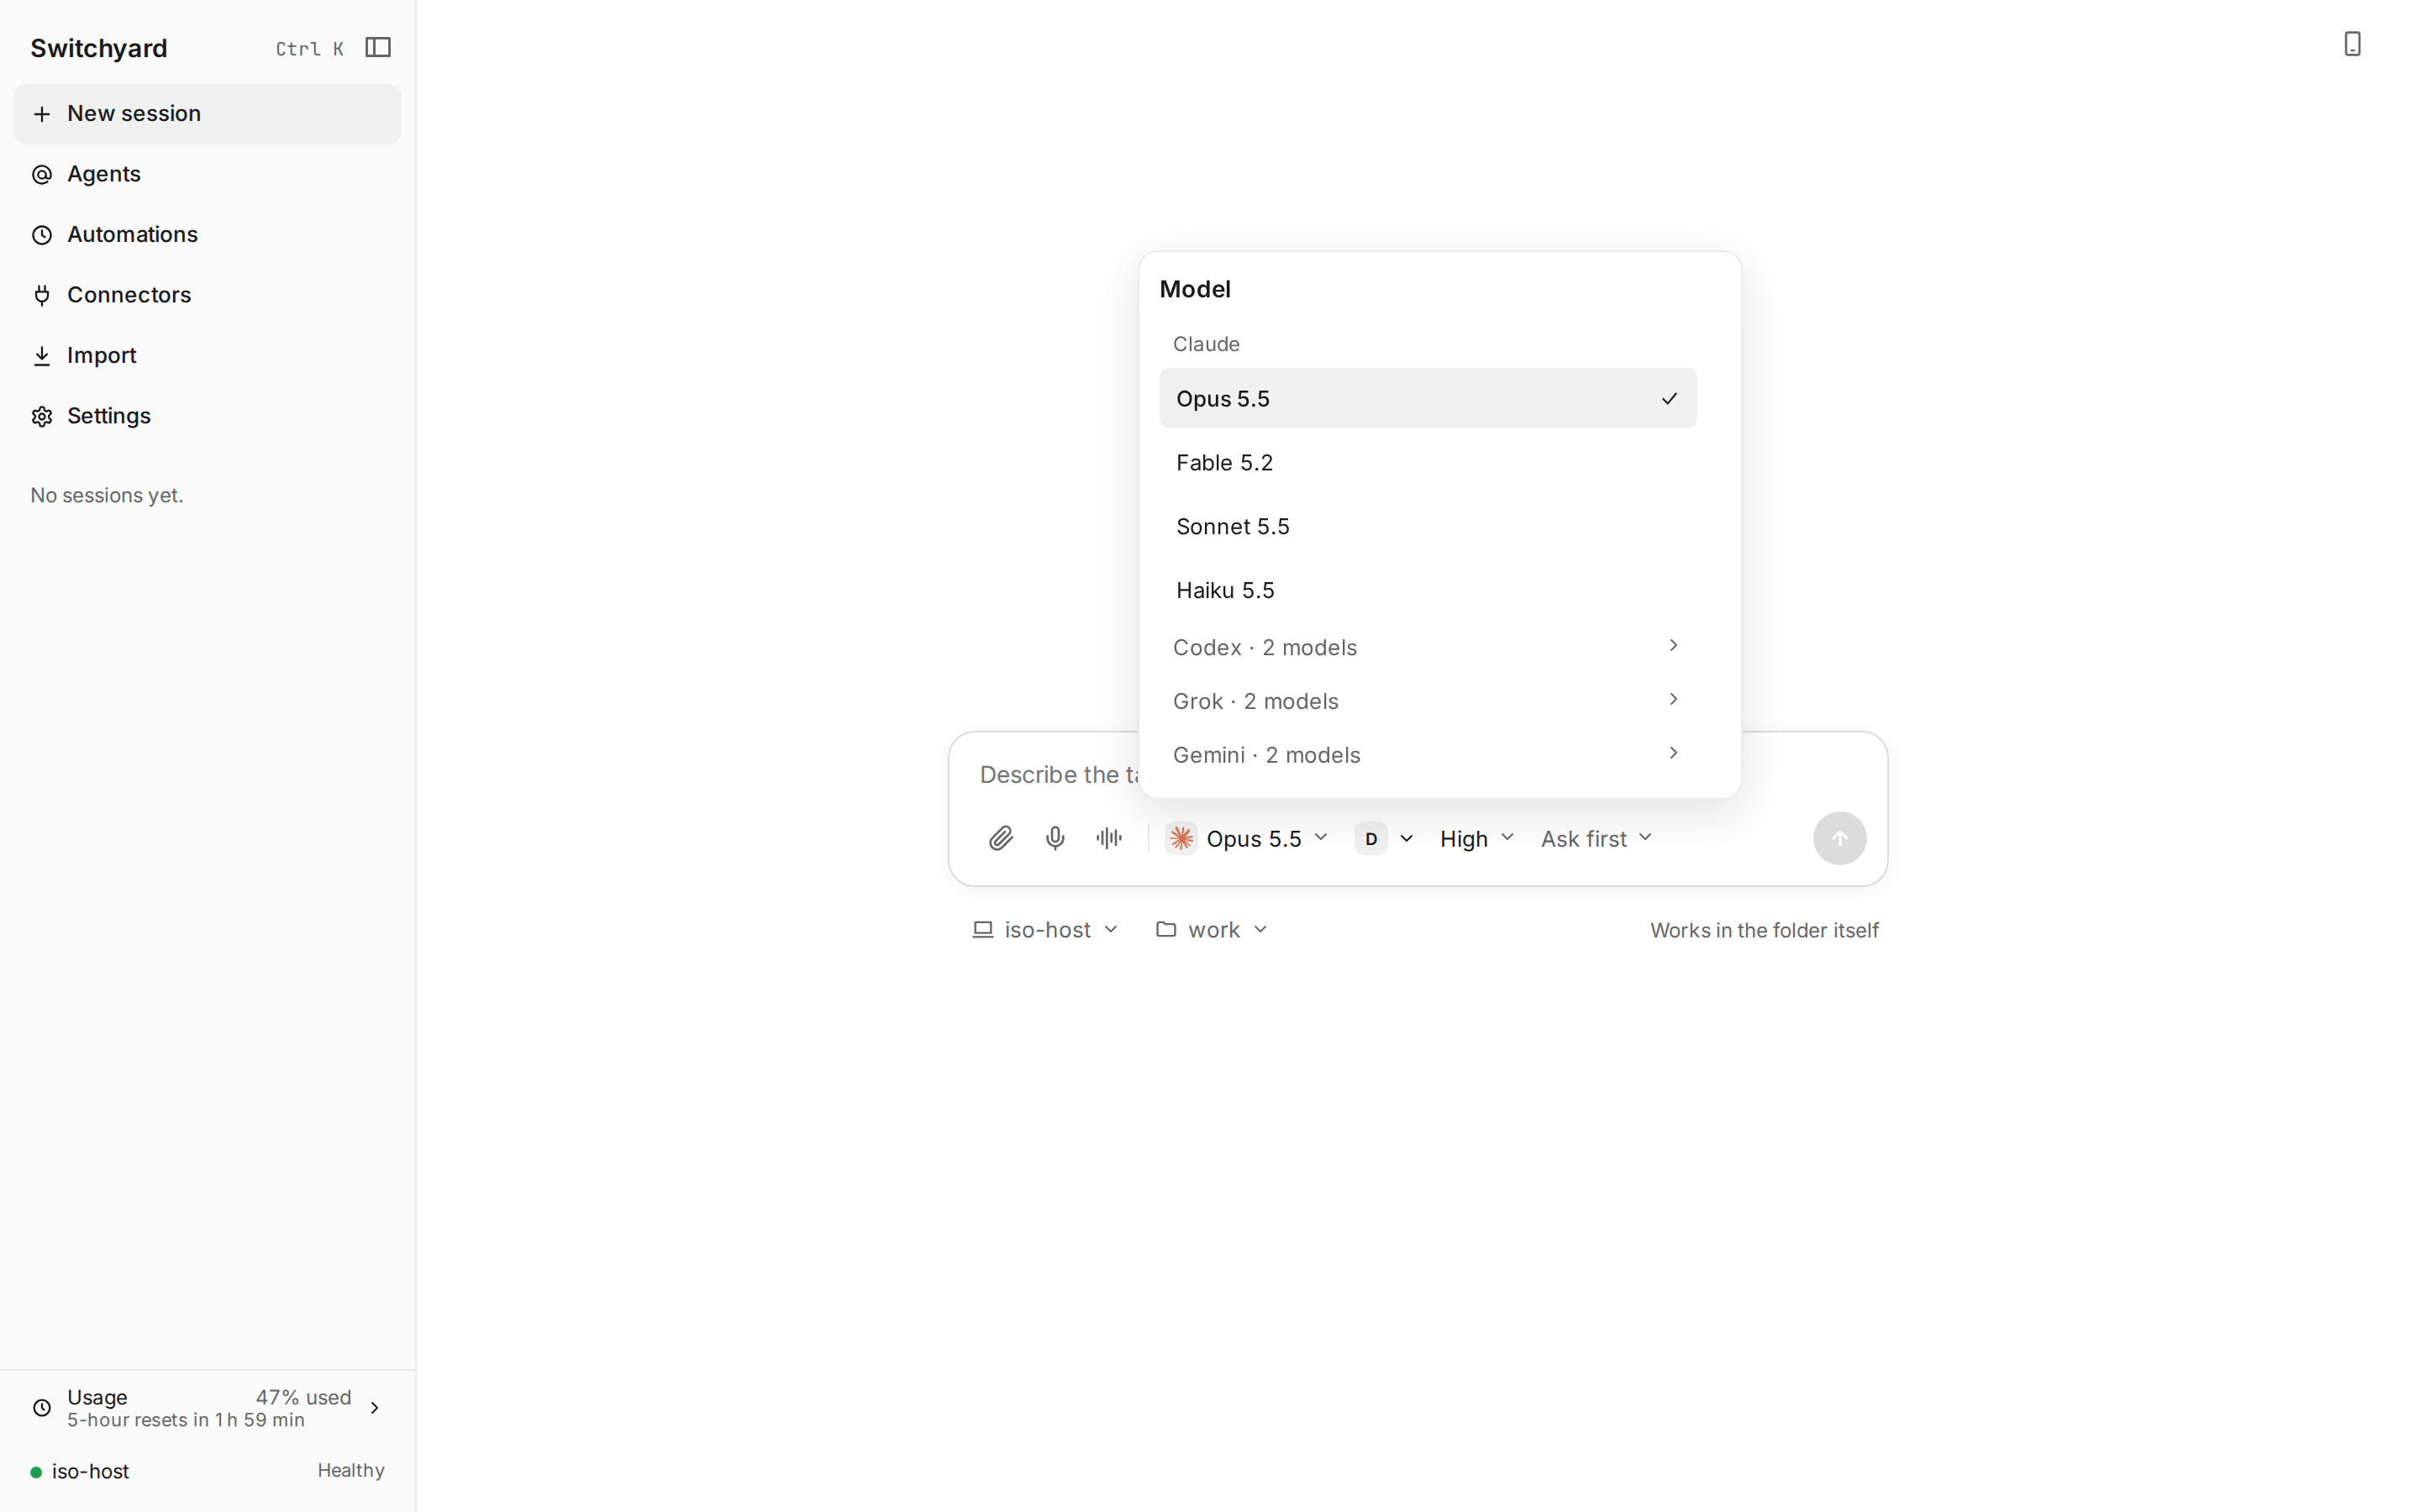 Switchyard
Ctrl K
New session
Agents
Automations
Connectors
Import
Settings
No sessions yet.
Model
Claude
Opus 5.5
Fable 5.2
Sonnet 5.5
Haiku 5.5
Codex · 2 models
Grok · 2 models
Gemini · 2 models
Describe the
Opus 5.5
D
High
Ask first
iso-host
work
Works in the folder itself
Usage
47% used
5-hour resets in 1 h 59 min
iso-host
Healthy